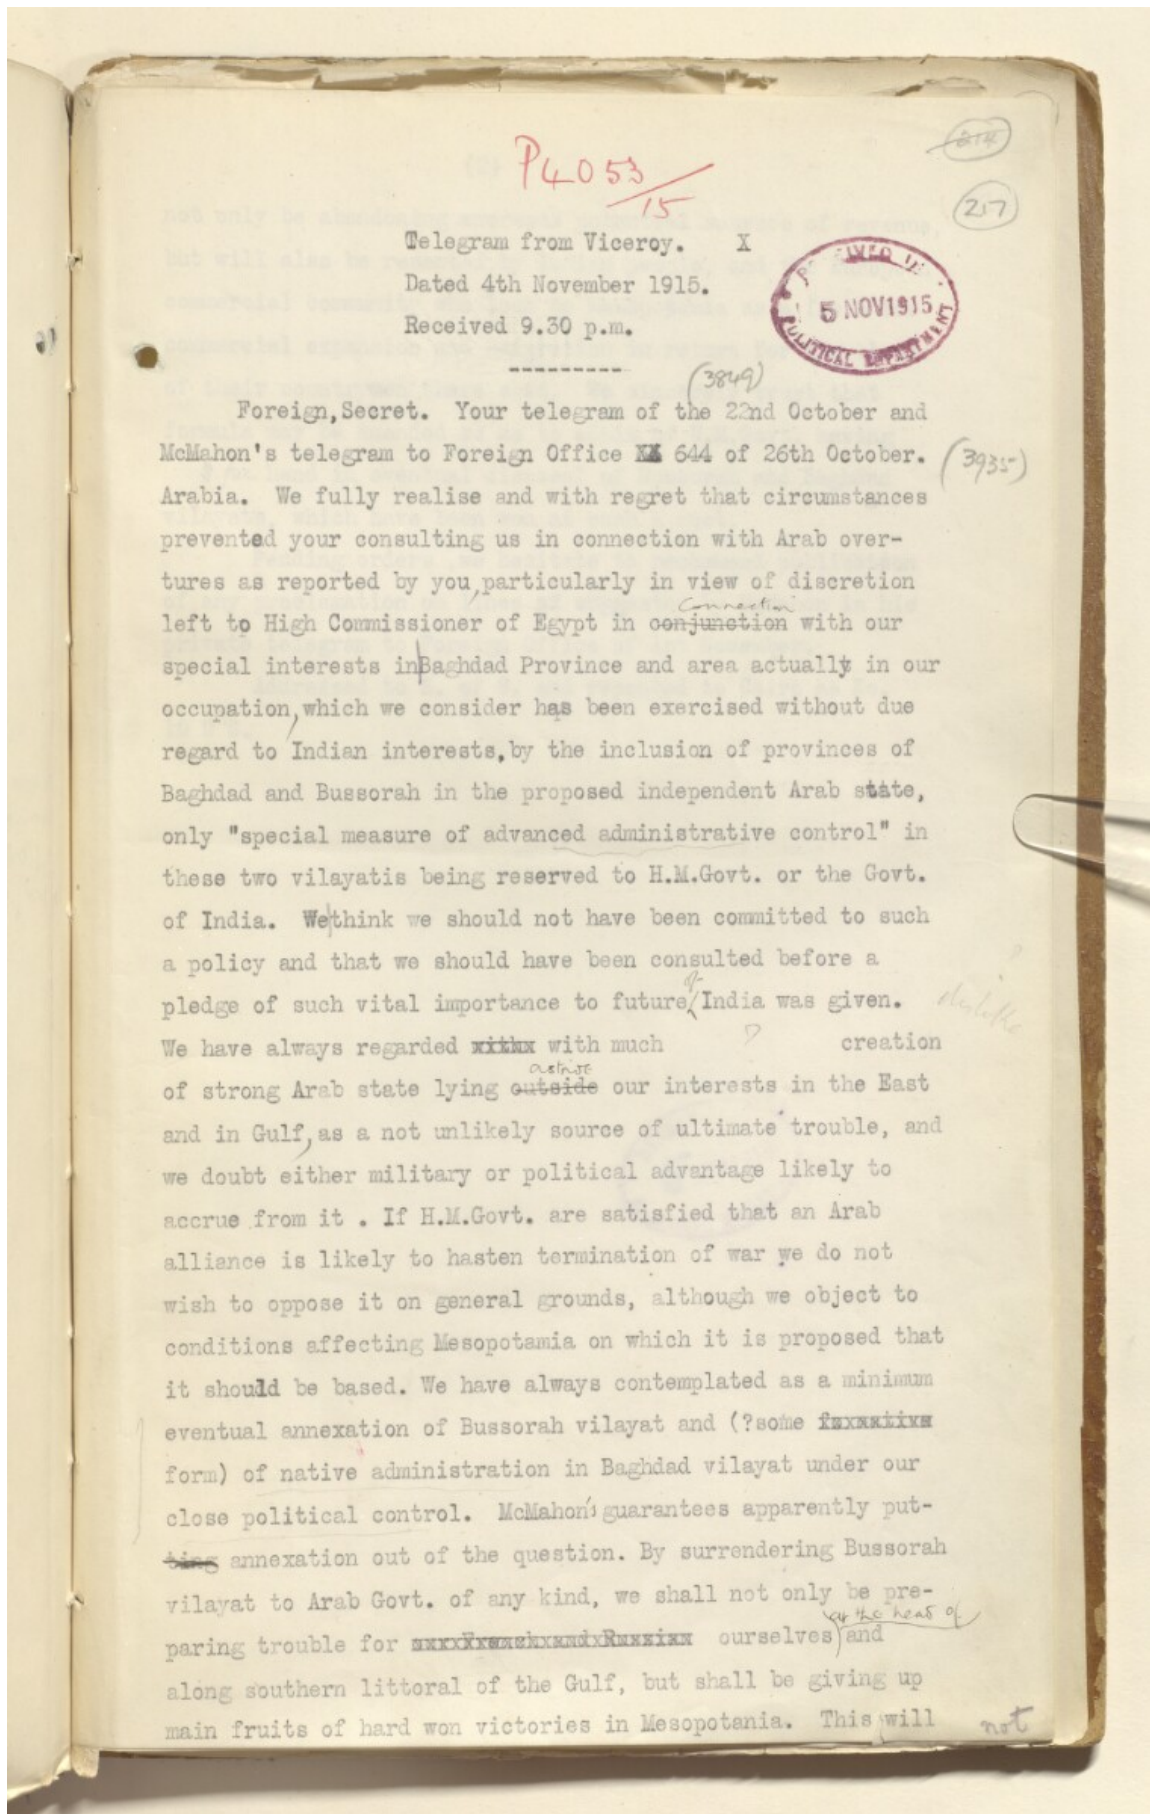 P4053/15
214
217
Telegram from Viceroy. X
Dated 4th November 1915.
Received 9.30 p.m.
RECEIVED IN
5 NOV1915
POLITICAL DEPARTMENT
---------
(3849)
Foreign,Secret. Your telegram of the 22nd October and
McMahon's telegram to Foreign Office XX 644 of 26th October. (3935)
Arabia. We fully realise and with regret that circumstances
prevented your consulting us in connection with Arab over-
tures as reported by you,particularly in view of discretion
connection
left to High Commissioner of Egypt in conjunction with our
special interests in|Baghdad Province and area actually in our
occupation,which we consider has been exercised without due
regard to Indian interests,by the inclusion of provinces of
Baghdad and Bussorah in the proposed independent Arab state,
only "special measure of advanced administrative control" in
these two vilayatis being reserved to H.M.Govt. or the Govt.
of India. We|think we should not have been committed to such
a policy and that we should have been consulted before a
of
pledge of such vital importance to future India was given.
? dislike
We have always regarded xithx with much ? creation
astride
of strong Arab state lying outside our interests in the East
and in Gulf,as a not unlikely source of ultimate trouble, and
we doubt either military or political advantage likely to
accrue from it . If H.M.Govt. are satisfied that an Arab
alliance is likely to hasten termination of war we do not
wish to oppose it on general grounds, although we object to
conditions affecting Mesopotamia on which it is proposed that
it should be based. We have always contemplated as a minimum
eventual annexation of Bussorah vilayat and (?some
form) of native administration in Baghdad vilayat under our
close political control. McMahon's guarantees apparently put-
ting annexation out of the question. By surrendering Bussorah
vilayat to Arab Govt. of any kind, we shall not only be pre-
at the head of
paring trouble for ourselves and
along southern littoral of the Gulf, but shall be giving up
main fruits of hard won victories in Mesopotania. This will
not